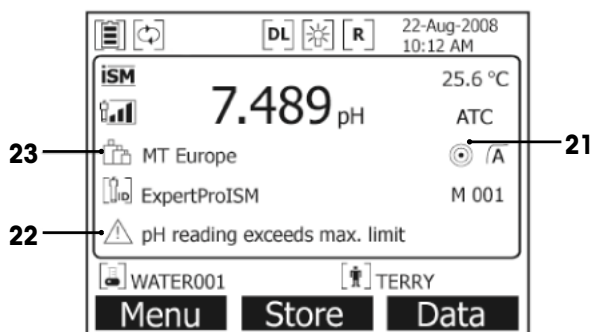 DL R 22-Aug-2008
10:12 AM
iSM 25.6 °C
7.489 pH ATC
21
23 MT Europe A
ID ExpertProISM M 001
22 pH reading exceeds max. limit
WATER001 TERRY
Menu Store Data